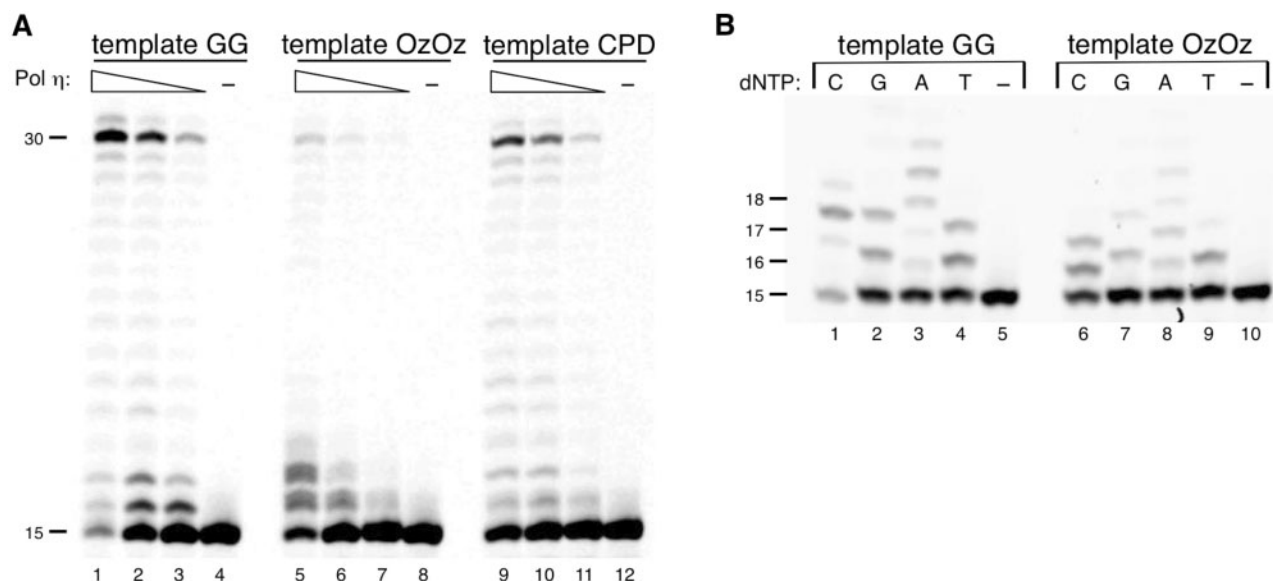 A
template GG template OzOz template CPD
Pol η: – – –
30
15
1 2 3 4 5 6 7 8 9 10 11 12
B
template GG template OzOz
dNTP: C G A T – C G A T –
18
17
16
15
1 2 3 4 5 6 7 8 9 10